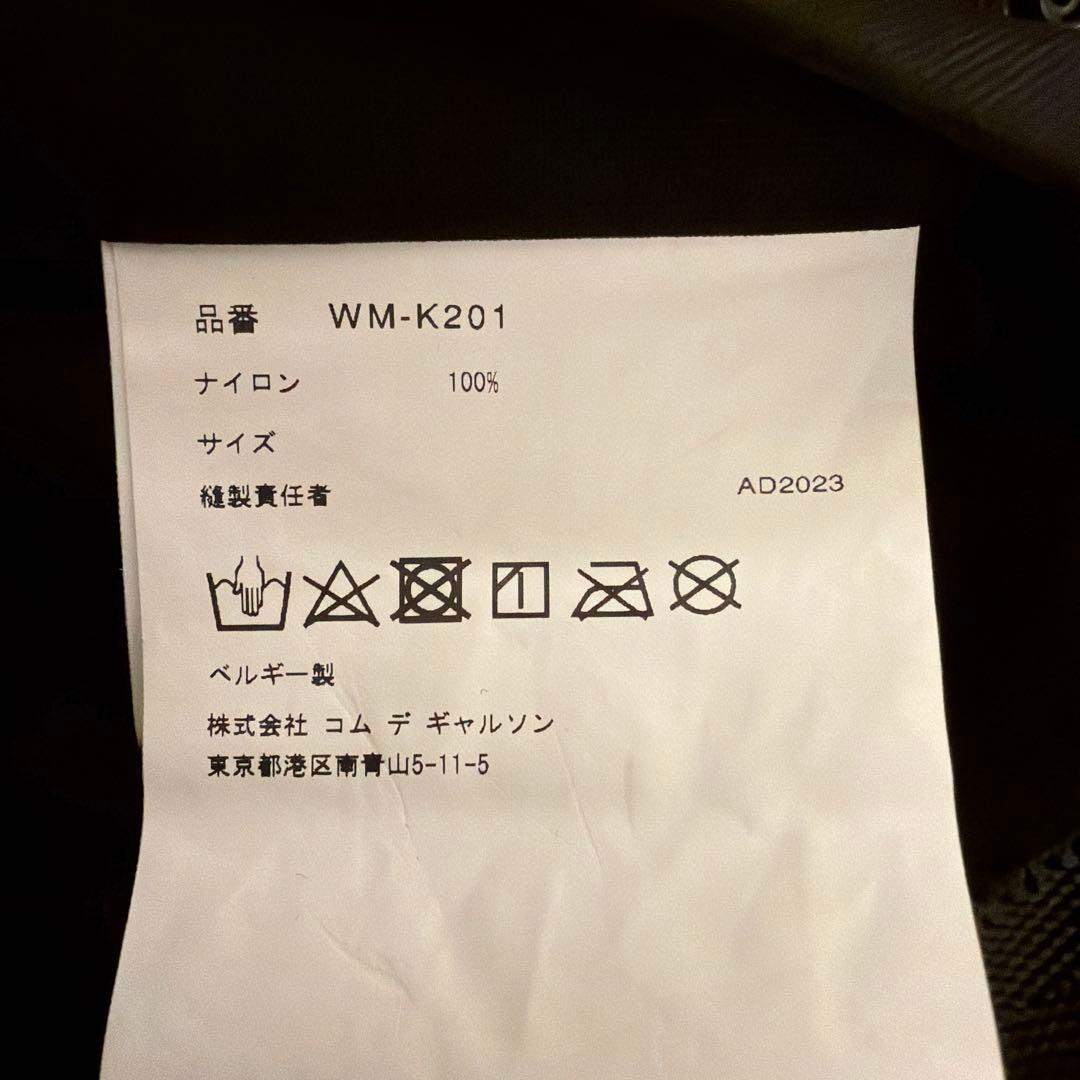 品番 WM-K201
ナイロン 100%
サイズ
縫製責任者 AD2023
ベルギー製
株式会社 コム デ ギャルソン
東京都港区南青山5-11-5